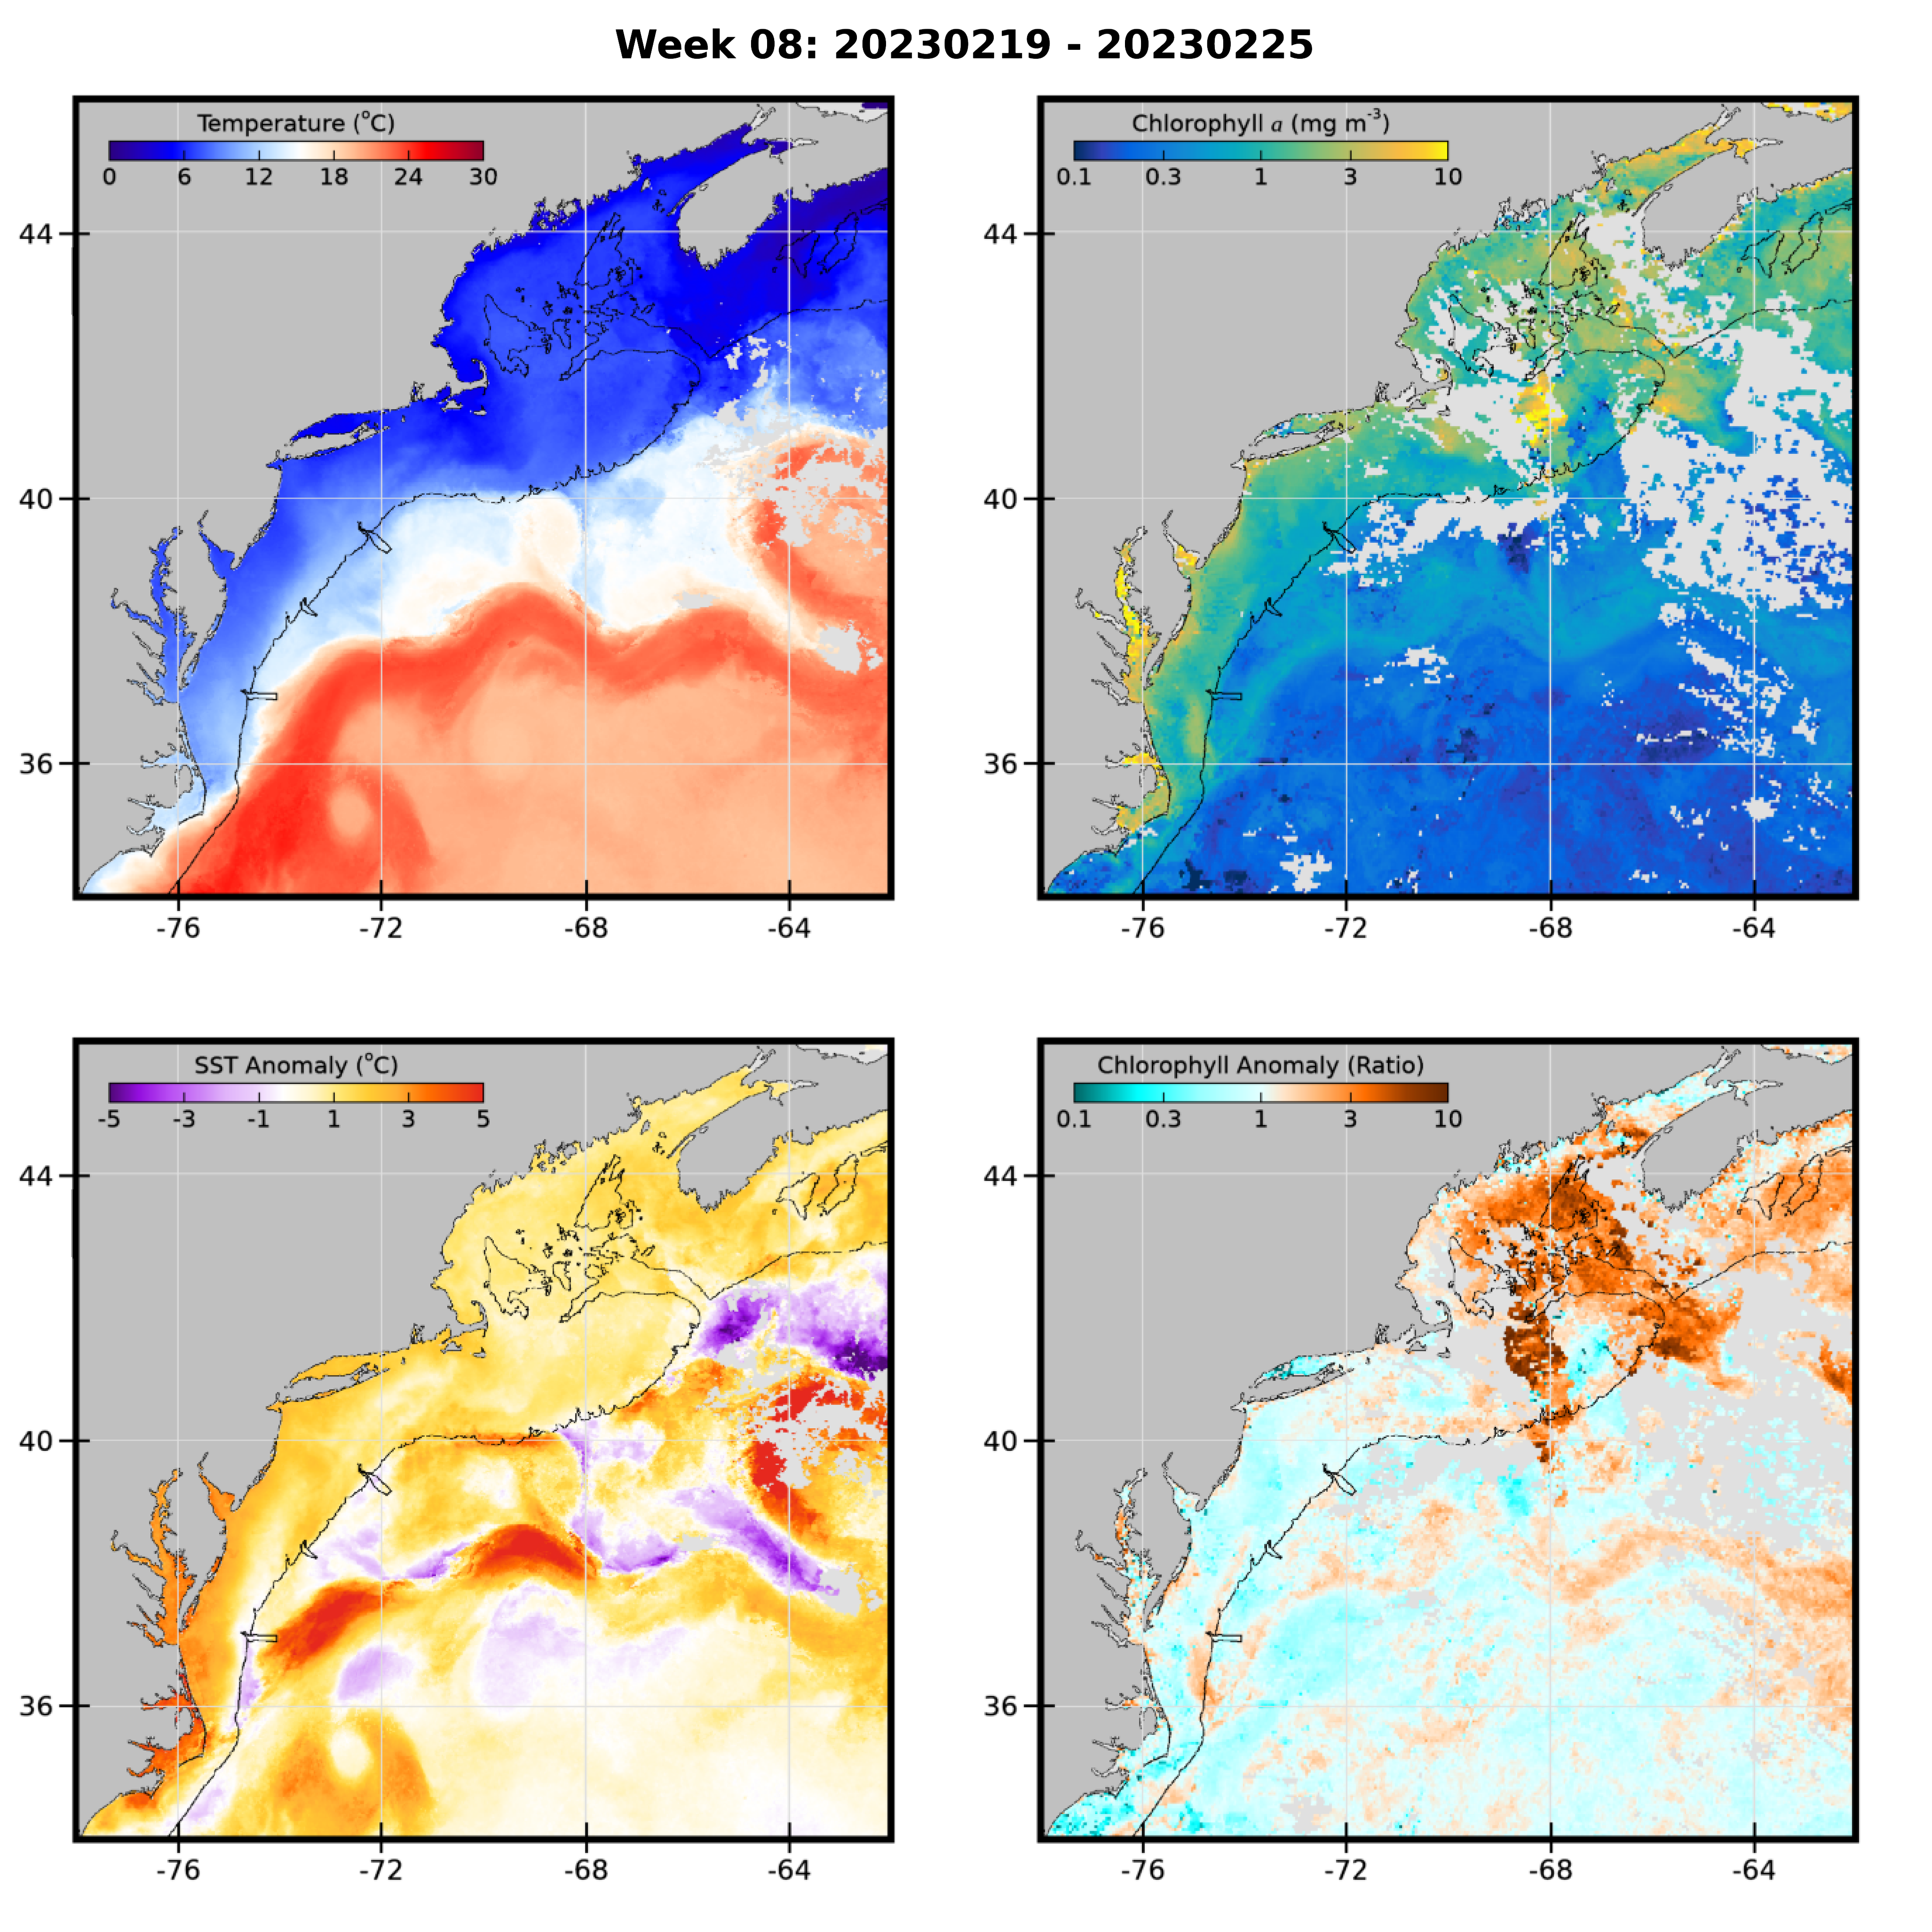 Week 08: 20230219 - 20230225
Temperature (°C)
0 6 12 18 24 30
44
40
36
-76 -72 -68 -64
Chlorophyll a (mg m⁻³)
0.1 0.3 1 3 10
44
40
36
-76 -72 -68 -64
SST Anomaly (°C)
-5 -3 -1 1 3 5
44
40
36
-76 -72 -68 -64
Chlorophyll Anomaly (Ratio)
0.1 0.3 1 3 10
44
40
36
-76 -72 -68 -64